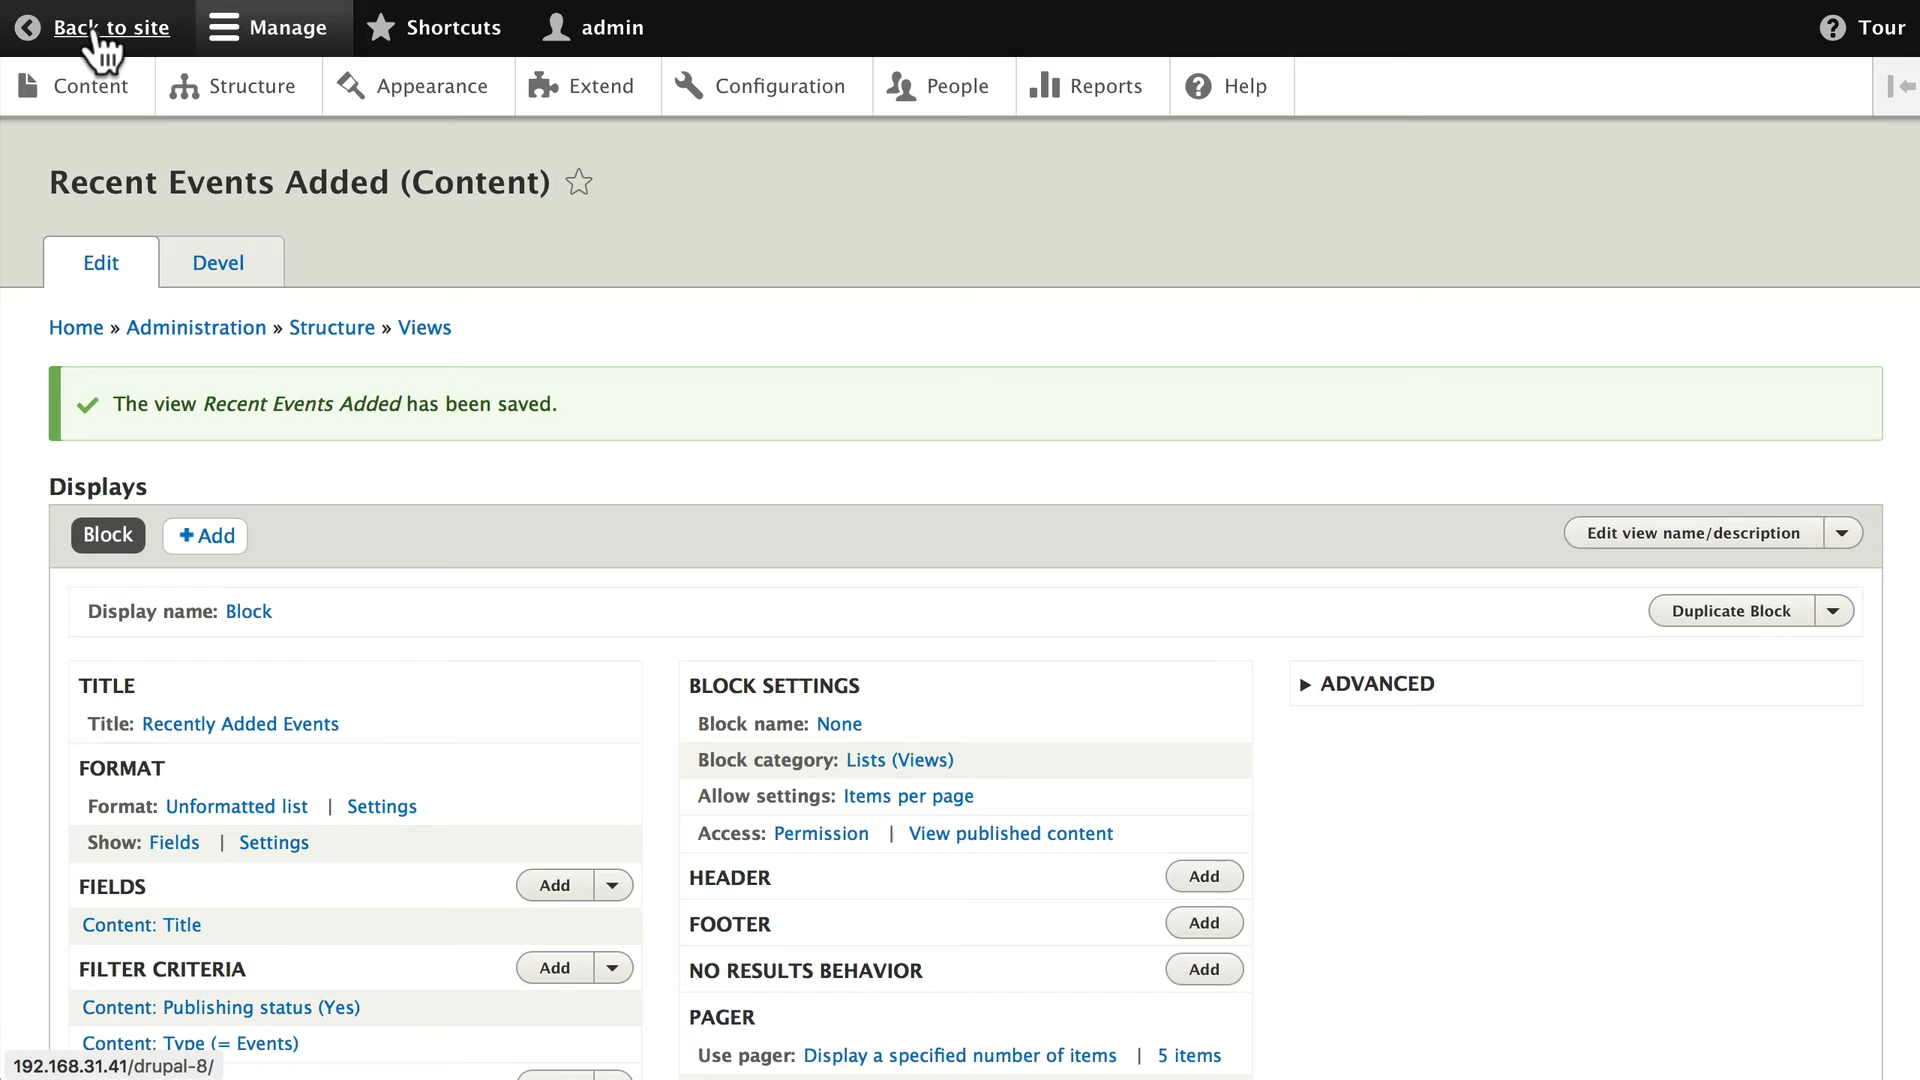 Back to site Manage Shortcuts admin Tour
Content Structure Appearance Extend Configuration People Reports Help
Recent Events Added (Content)
Edit Devel
Home » Administration » Structure » Views
The view Recent Events Added has been saved.
Displays
Block Add Edit view name/description
Display name: Block Duplicate Block
TITLE
Title: Recently Added Events
FORMAT
Format: Unformatted list | Settings
Show: Fields | Settings
FIELDS Add
Content: Title
FILTER CRITERIA Add
Content: Publishing status (Yes)
Content: Type (= Events)
BLOCK SETTINGS
Block name: None
Block category: Lists (Views)
Allow settings: Items per page
Access: Permission | View published content
HEADER Add
FOOTER Add
NO RESULTS BEHAVIOR Add
PAGER
Use pager: Display a specified number of items | 5 items
ADVANCED
192.168.31.41/drupal-8/